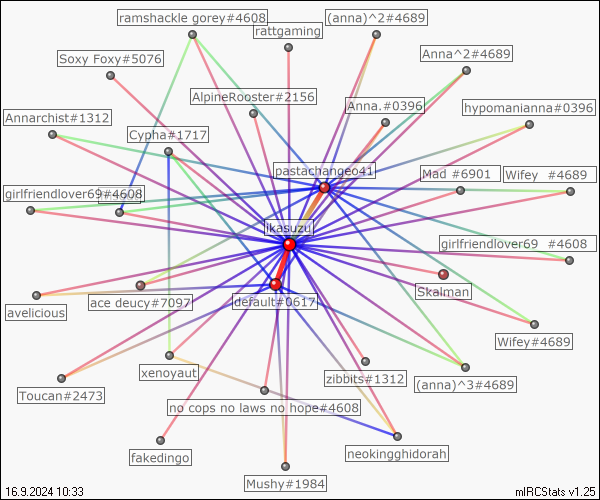 ramshackle gorey#4608
(anna)^2#4689
rattgaming
Soxy Foxy#5076
Anna^2#4689
AlpineRooster#2156
Anna.#0396
hypomanianna#0396
Annarchist#1312
Cypha#1717
pastachangeo41
Mad #6901
Wifey #4689
girlfriendlover69#4608
ikasuzu
girlfriendlover69 #4608
Skaiman
ace deucy#7097
default#0617
avelicious
Wifey#4689
xenoyaut
zibbits#1312
(anna)^3#4689
Toucan#2473
no cops no laws no hope#4608
neokingghidorah
fakedingo
Mushy#1984
16.9.2024 10:33
mIRCStats v1.25